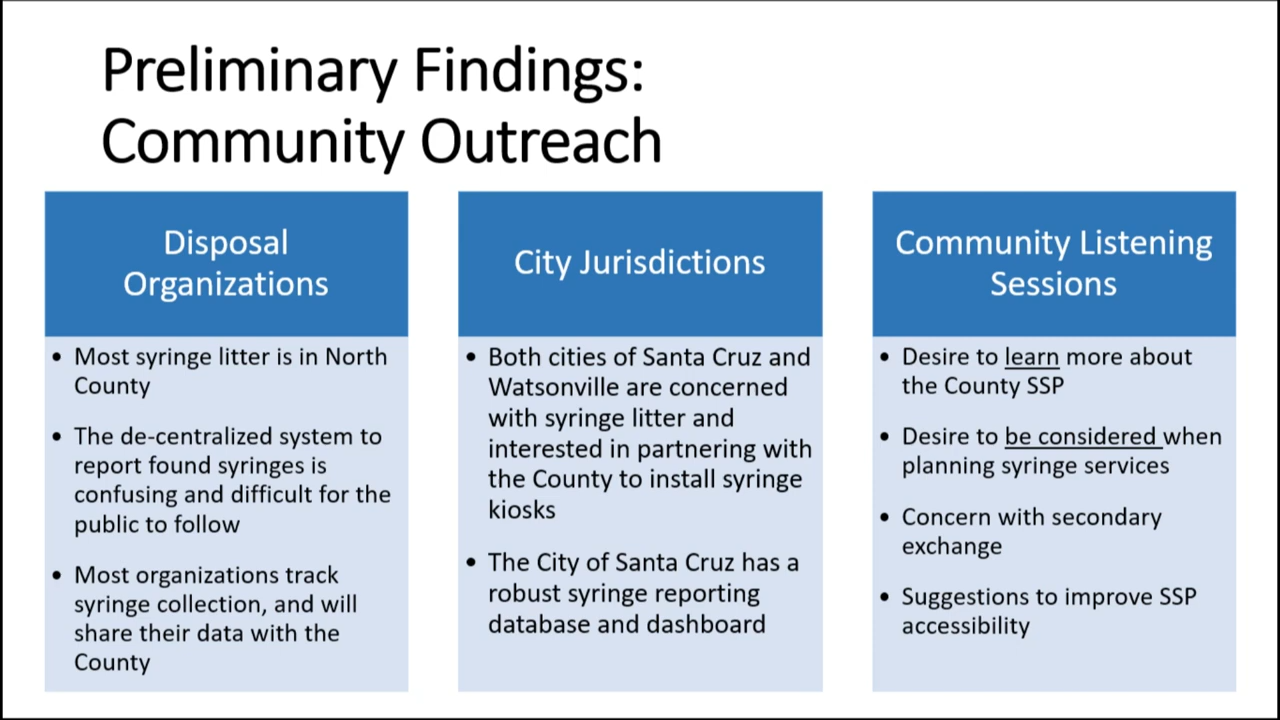 Preliminary Findings:
Community Outreach
Disposal
Organizations
• Most syringe litter is in North
County
• The de-centralized system to
report found syringes is
confusing and difficult for the
public to follow
• Most organizations track
syringe collection, and will
share their data with the
County
City Jurisdictions
• Both cities of Santa Cruz and
Watsonville are concerned
with syringe litter and
interested in partnering with
the County to install syringe
kiosks
• The City of Santa Cruz has a
robust syringe reporting
database and dashboard
Community Listening
Sessions
• Desire to learn more about
the County SSP
• Desire to be considered when
planning syringe services
• Concern with secondary
exchange
• Suggestions to improve SSP
accessibility